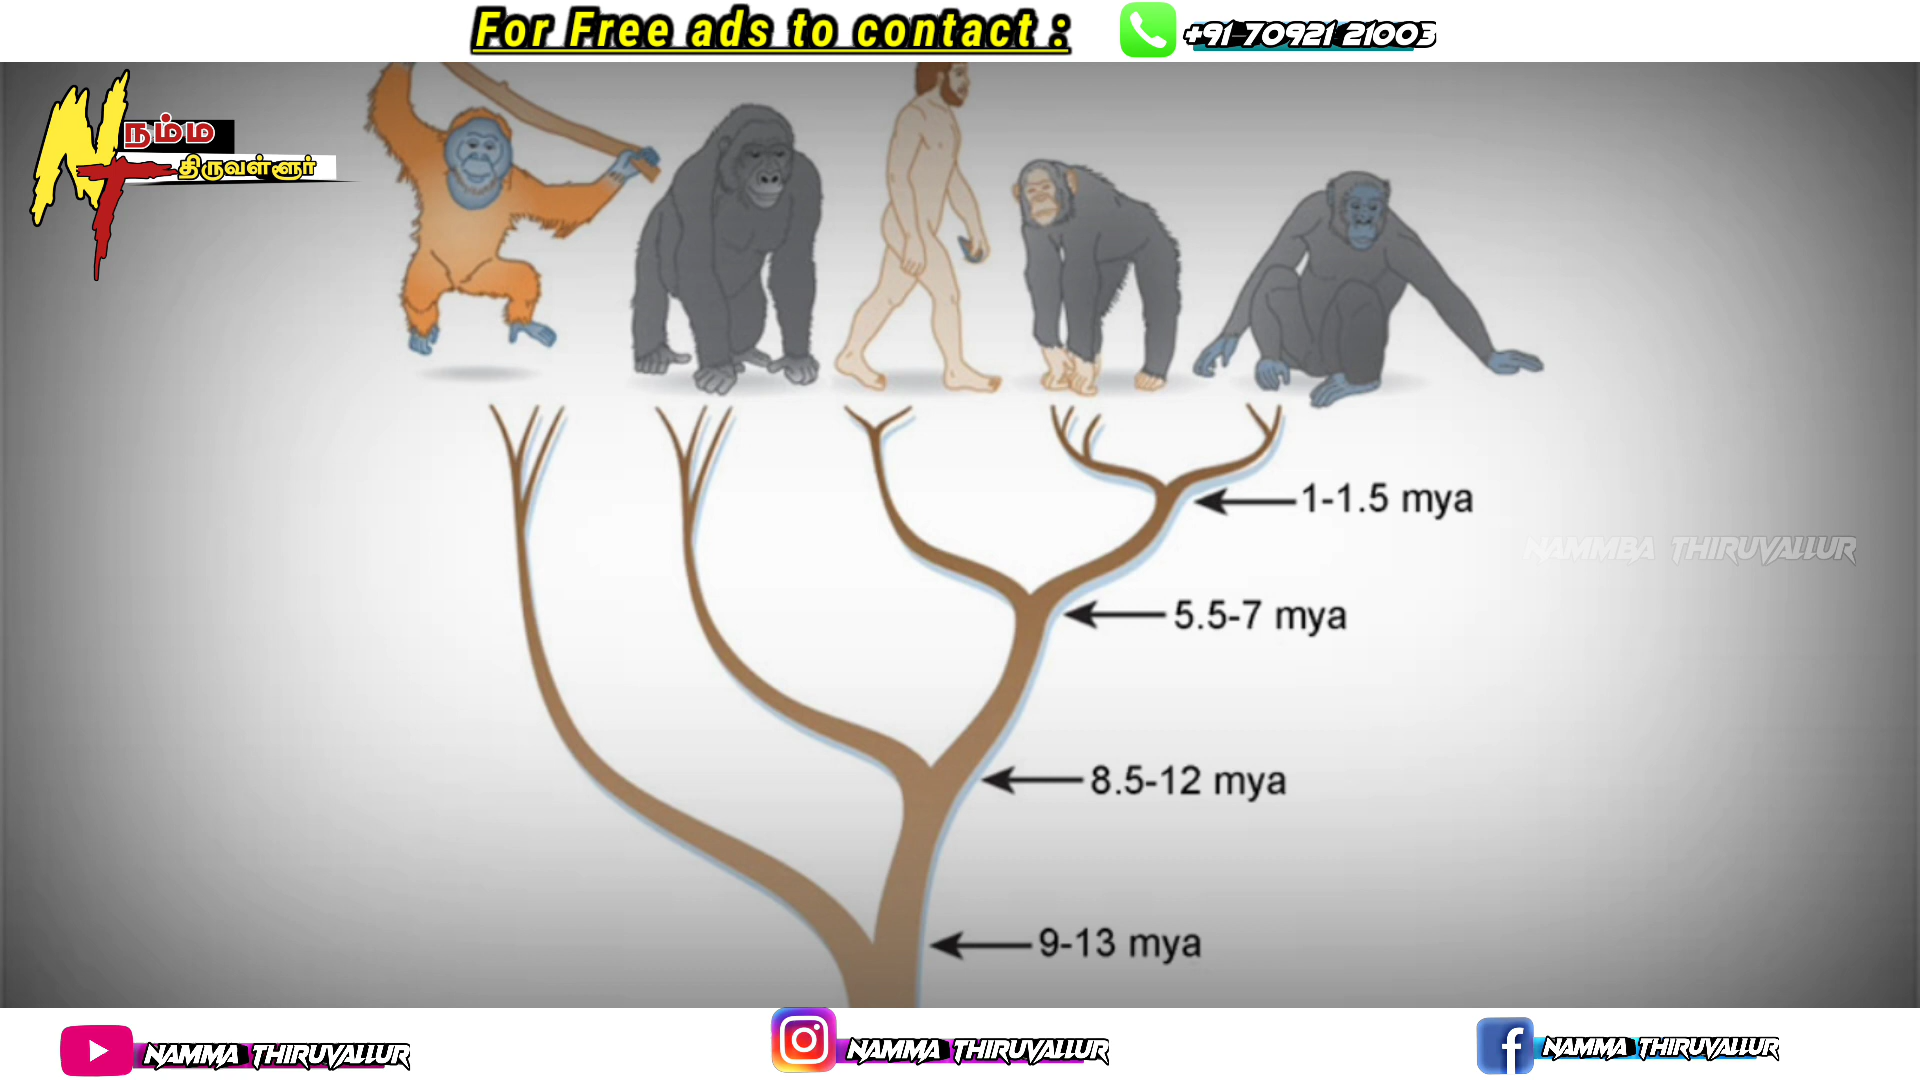 For Free ads to contact :
+91 70921 21003
நம்ம
திருவள்ளூர்
1-1.5 mya
NAMMBA THIRUVALLUR
5.5-7 mya
8.5-12 mya
9-13 mya
NAMMA THIRUVALLUR
NAMMA THIRUVALLUR
NAMMA THIRUVALLUR